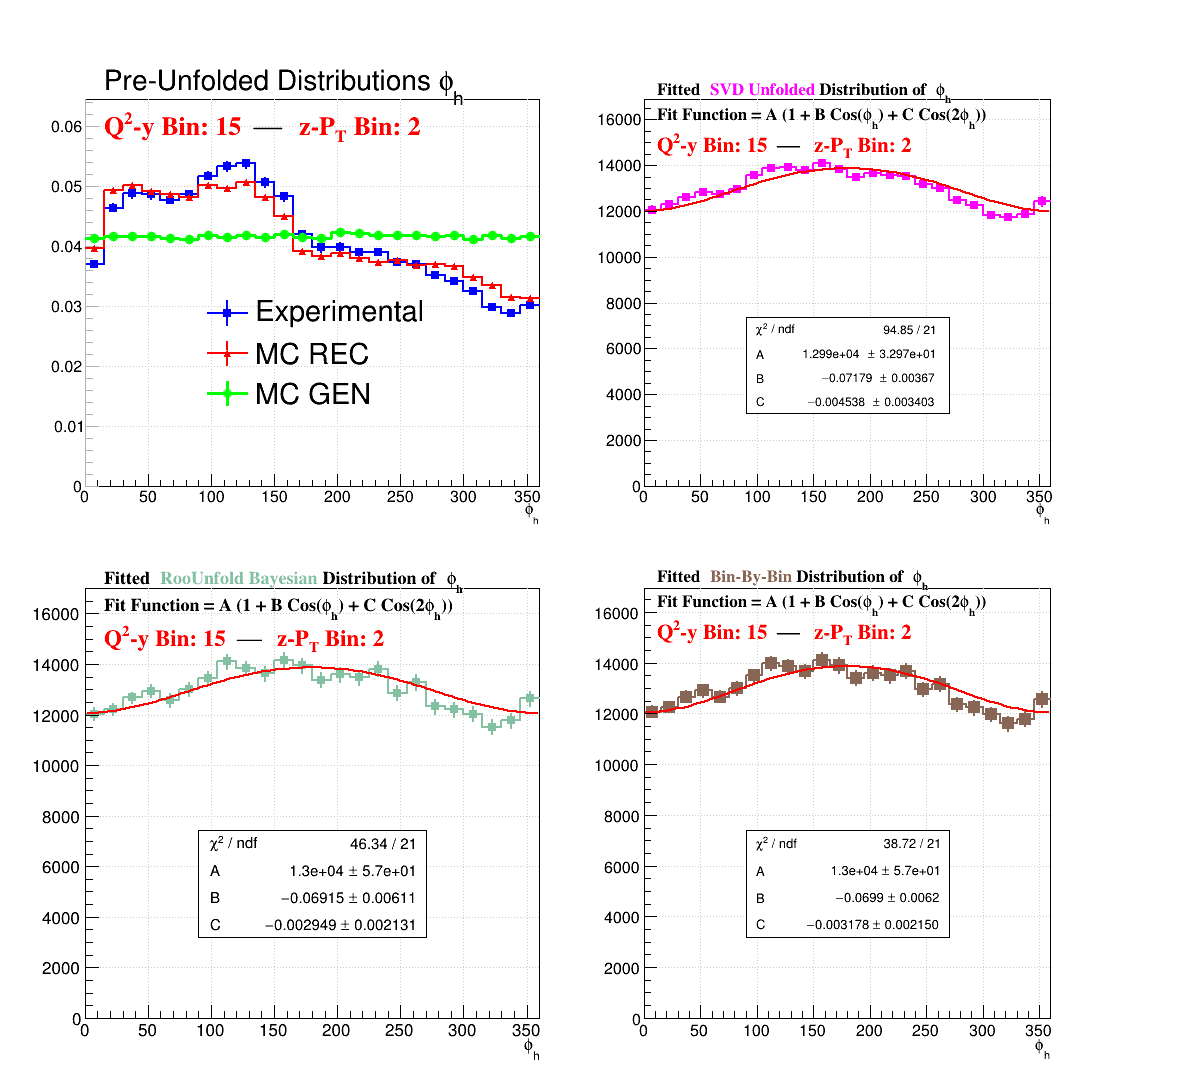 Pre-Unfolded Distributions ϕh
Q²-y Bin: 15 — z-PT Bin: 2
0.06
0.05
0.04
0.03
0.02
0.01
0
Experimental
MC REC
MC GEN
0 50 100 150 200 250 300 350
ϕh
Fitted SVD Unfolded Distribution of ϕh
Fit Function = A (1 + B Cos(ϕh) + C Cos(2ϕh))
Q²-y Bin: 15 — z-PT Bin: 2
16000
14000
12000
10000
8000
6000
4000
2000
0
χ² / ndf 94.85 / 21
A 1.299e+04 ± 3.297e+01
B −0.07179 ± 0.00367
C −0.004538 ± 0.003403
0 50 100 150 200 250 300 350
ϕh
Fitted RooUnfold Bayesian Distribution of ϕh
Fit Function = A (1 + B Cos(ϕh) + C Cos(2ϕh))
Q²-y Bin: 15 — z-PT Bin: 2
16000
14000
12000
10000
8000
6000
4000
2000
0
χ² / ndf 46.34 / 21
A 1.3e+04 ± 5.7e+01
B −0.06915 ± 0.00611
C −0.002949 ± 0.002131
0 50 100 150 200 250 300 350
ϕh
Fitted Bin-By-Bin Distribution of ϕh
Fit Function = A (1 + B Cos(ϕh) + C Cos(2ϕh))
Q²-y Bin: 15 — z-PT Bin: 2
16000
14000
12000
10000
8000
6000
4000
2000
0
χ² / ndf 38.72 / 21
A 1.3e+04 ± 5.7e+01
B −0.0699 ± 0.0062
C −0.003178 ± 0.002150
0 50 100 150 200 250 300 350
ϕh